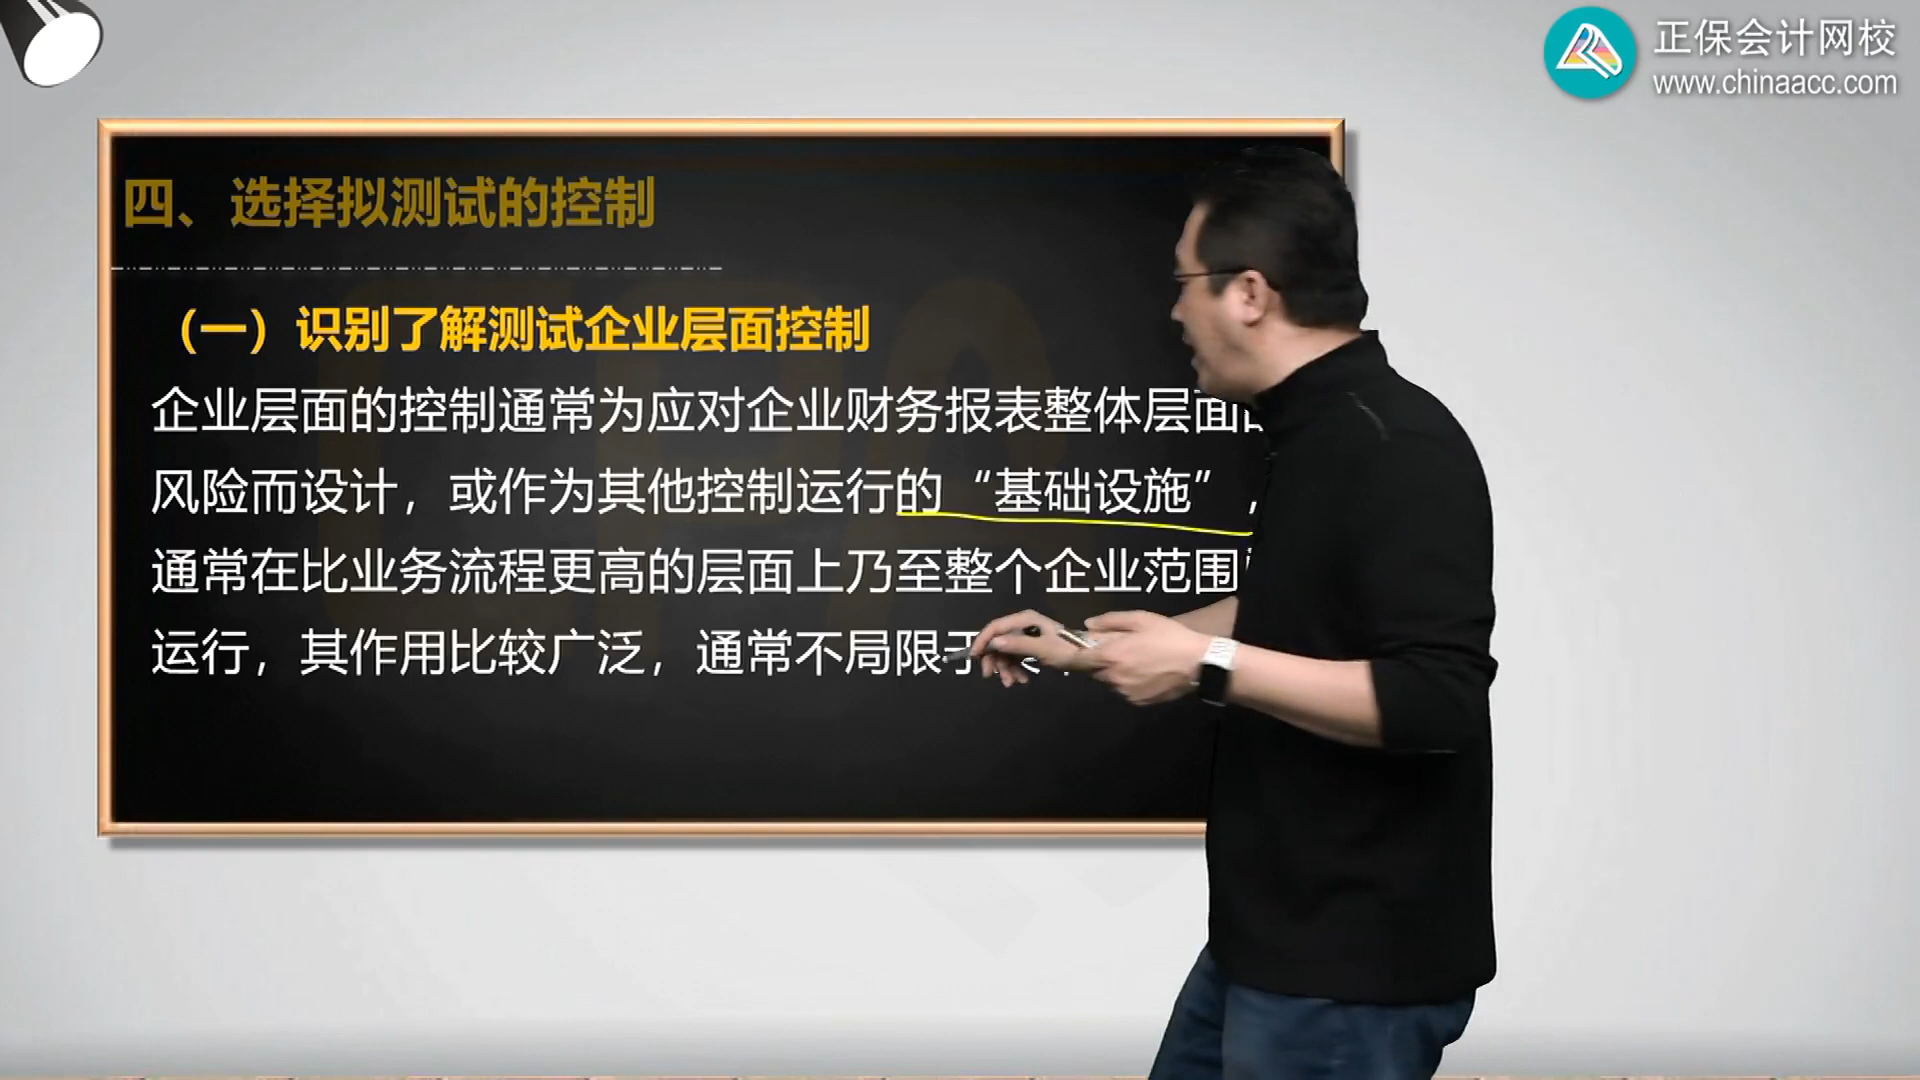 正保会计网校
www.chinaacc.com
四、选择拟测试的控制
（一）识别了解测试企业层面控制
企业层面的控制通常为应对企业财务报表整体层面
风险而设计，或作为其他控制运行的“基础设施”，
通常在比业务流程更高的层面上乃至整个企业范围
运行，其作用比较广泛，通常不局限于